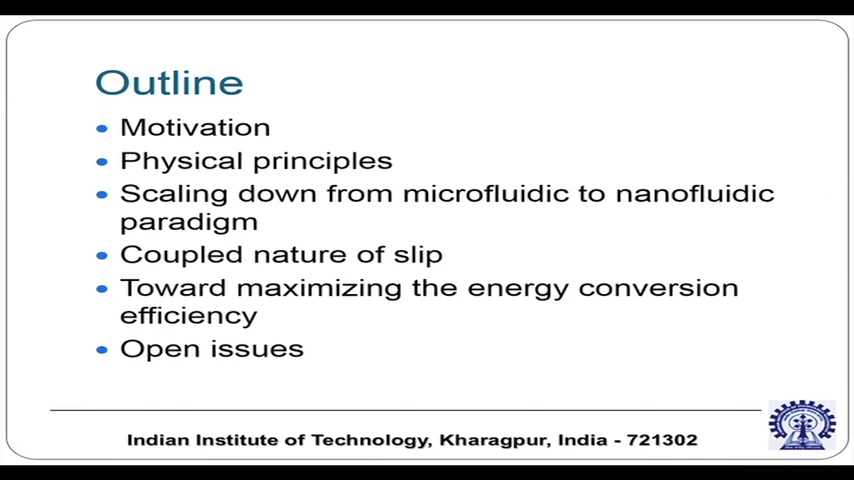 Outline
• Motivation
• Physical principles
• Scaling down from microfluidic to nanofluidic
paradigm
• Coupled nature of slip
• Toward maximizing the energy conversion
efficiency
• Open issues
Indian Institute of Technology, Kharagpur, India - 721302